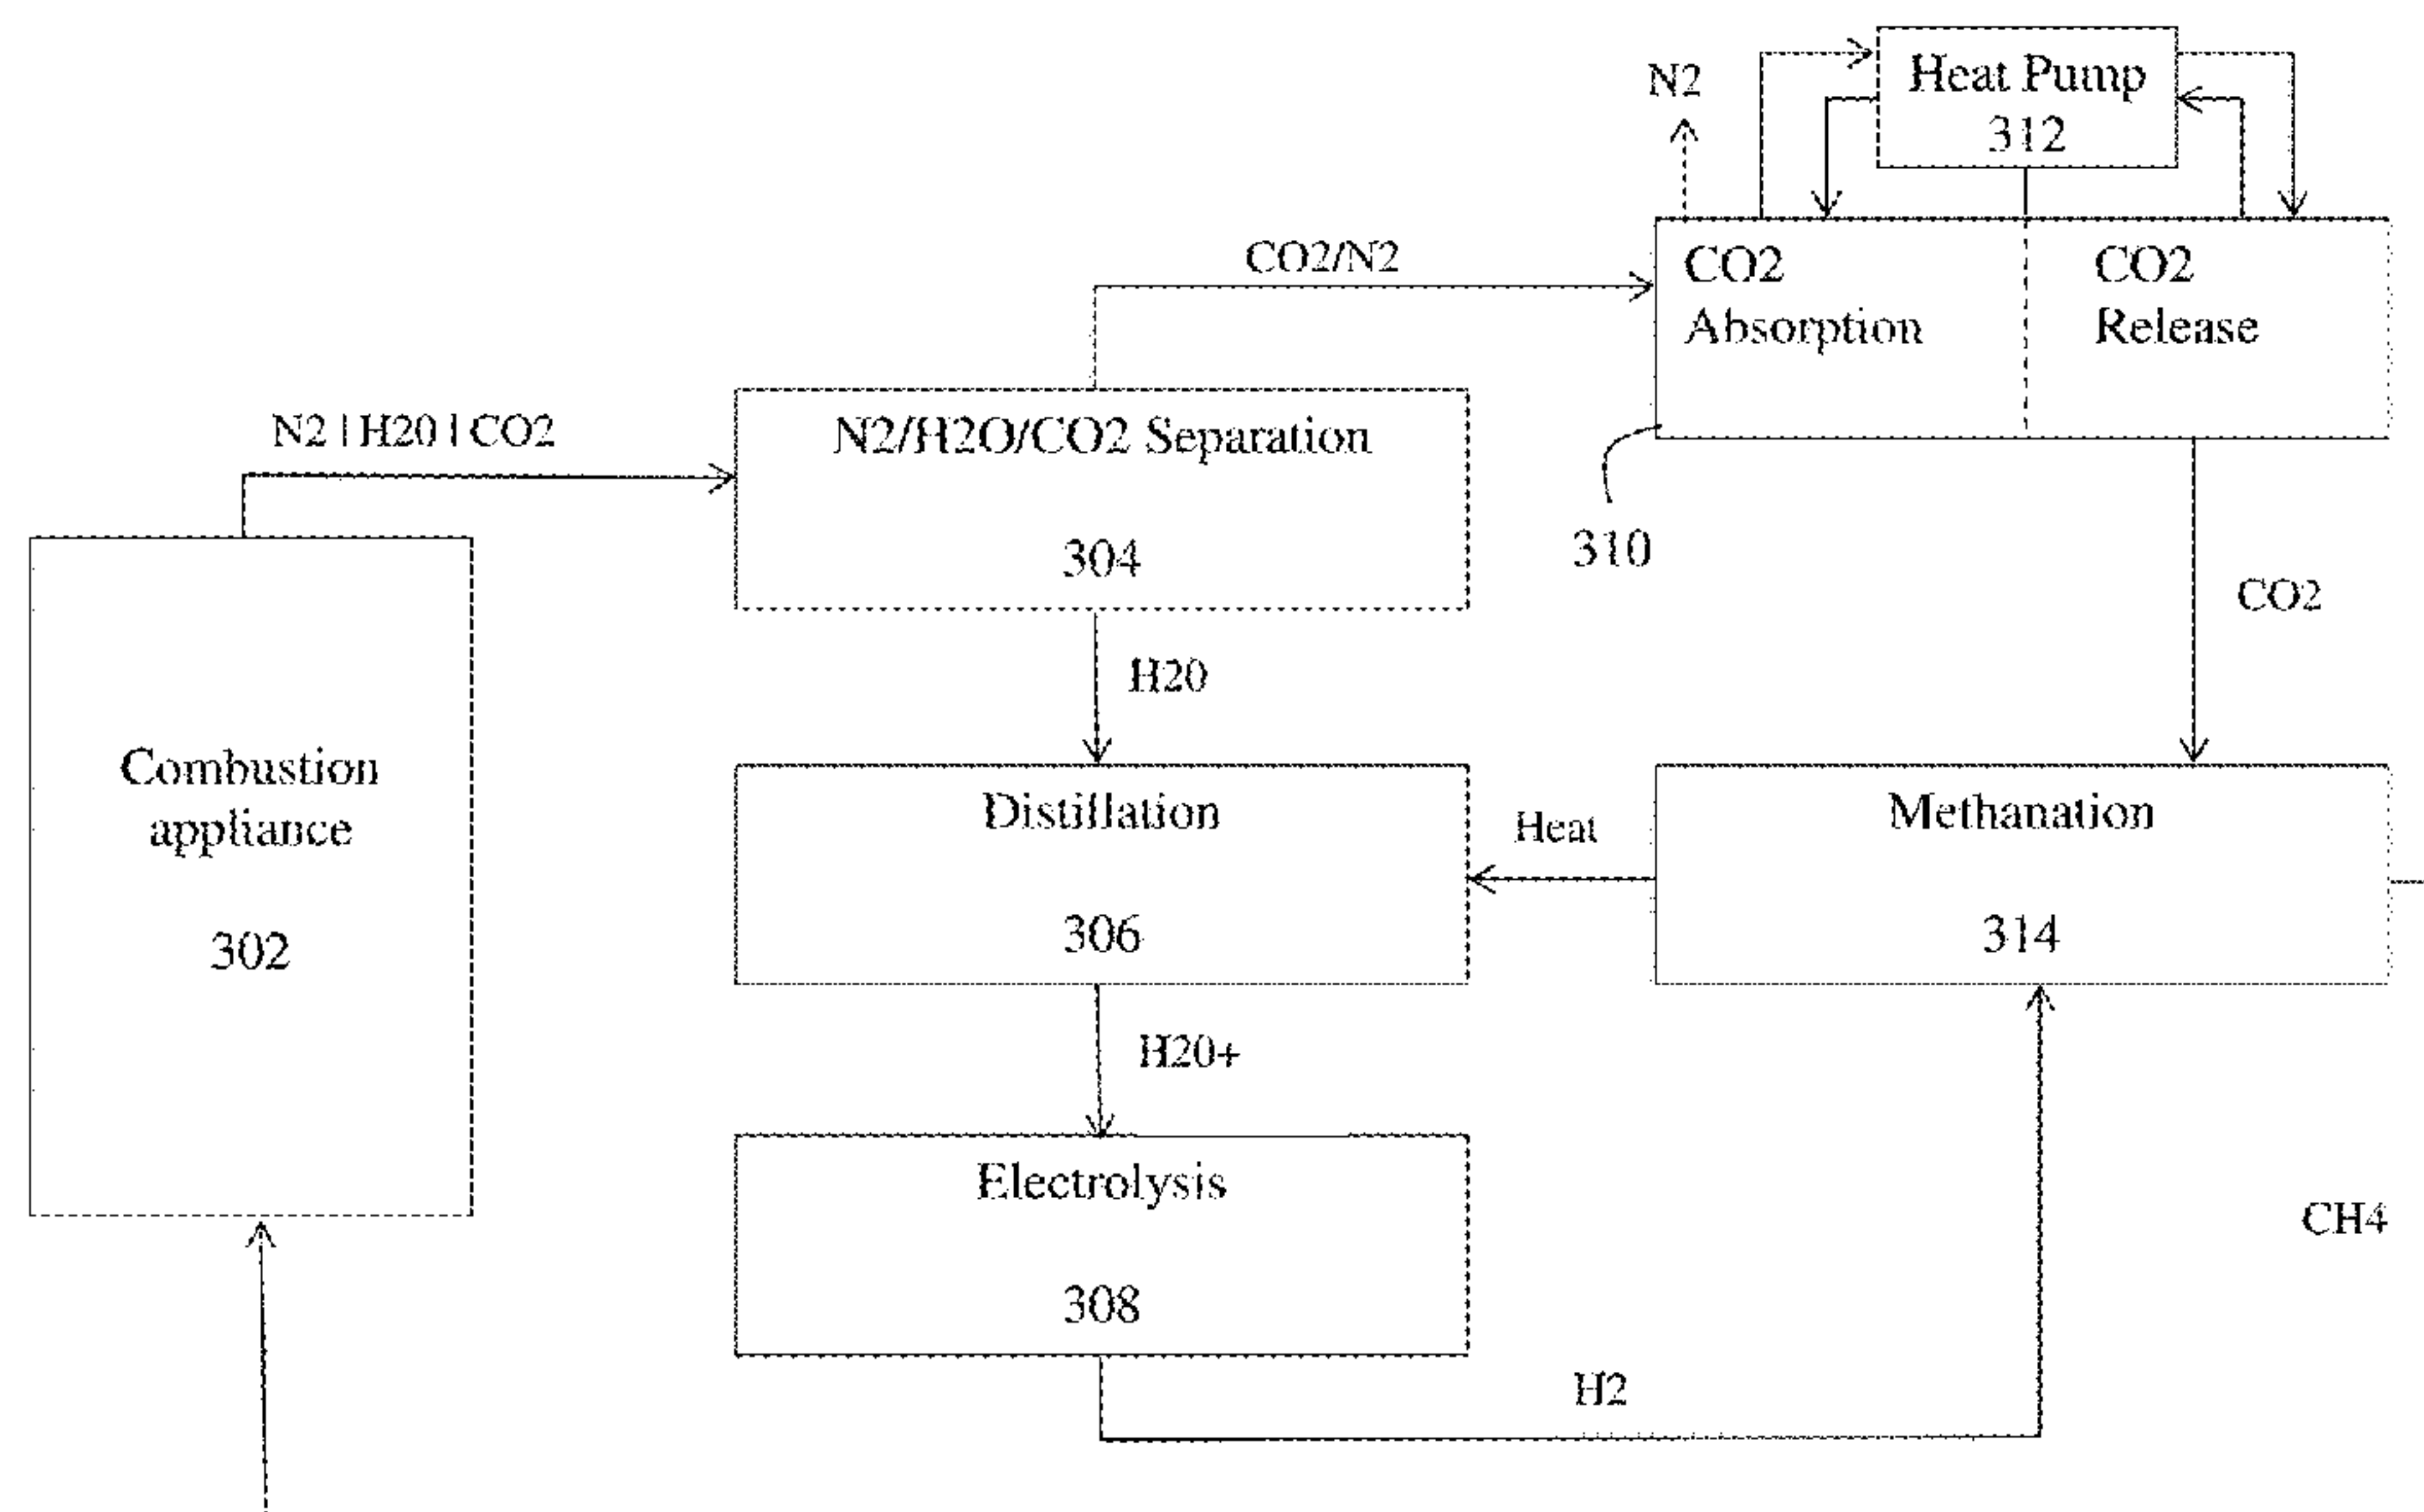 Heat Pump
312
N2
CO2/N2
CO2
Absorption
CO2
Release
N2 | H20 | CO2
N2/H2O/CO2 Separation
304
310
CO2
H20
Combustion
appliance
302
Distillation
306
Heat
Methanation
314
H20+
Electrolysis
308
CH4
H2